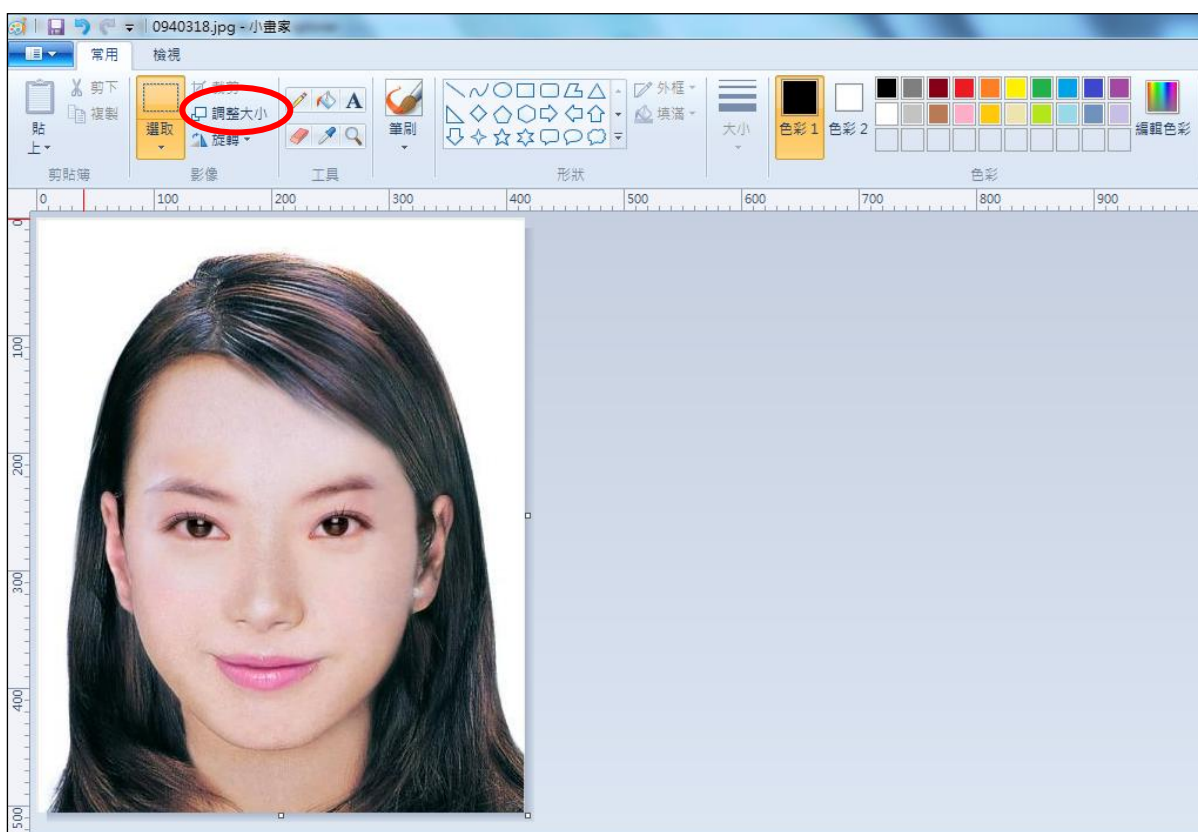 0940318.jpg - 小畫家
常用 檢視
剪下
複製
貼上
選取
裁剪
調整大小
旋轉
A
筆刷
外框
填滿
大小
色彩 1
色彩 2
編輯色彩
剪貼簿 影像 工具 形狀 色彩
0 100 200 300 400 500 600 700 800 900
0
100
200
300
400
500